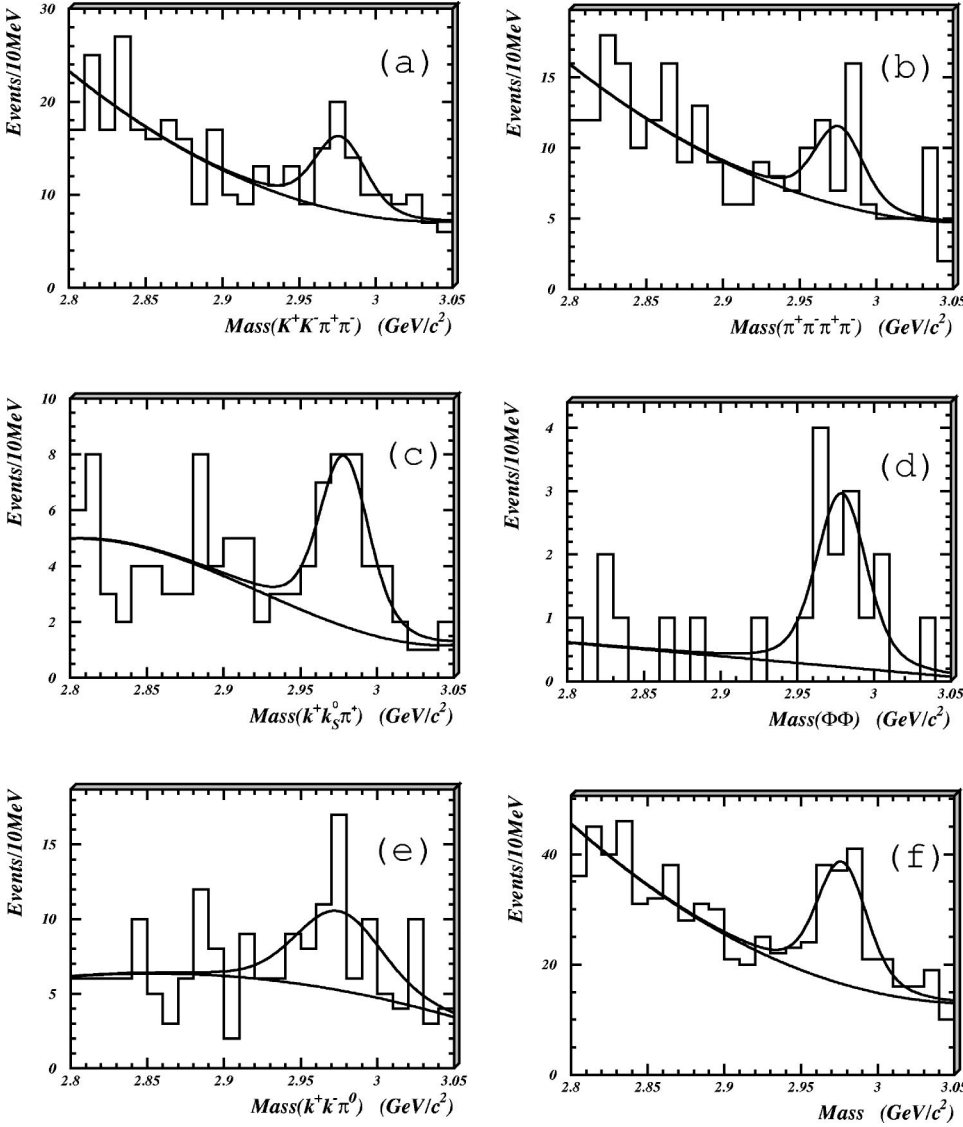 30
20
10
0
Events/10MeV
(a)
2.8 2.85 2.9 2.95 3 3.05
Mass(K⁺K⁻π⁺π⁻) (GeV/c²)
15
10
5
0
Events/10MeV
(b)
2.8 2.85 2.9 2.95 3 3.05
Mass(π⁺π⁻π⁺π⁻) (GeV/c²)
10
8
6
4
2
0
Events/10MeV
(c)
2.8 2.85 2.9 2.95 3 3.05
Mass(k⁺k⁰_Sπ⁺) (GeV/c²)
4
3
2
1
0
Events/10MeV
(d)
2.8 2.85 2.9 2.95 3 3.05
Mass(ΦΦ) (GeV/c²)
15
10
5
0
Events/10MeV
(e)
2.8 2.85 2.9 2.95 3 3.05
Mass(k⁺k⁻π⁰) (GeV/c²)
40
20
0
Events/10MeV
(f)
2.8 2.85 2.9 2.95 3 3.05
Mass (GeV/c²)